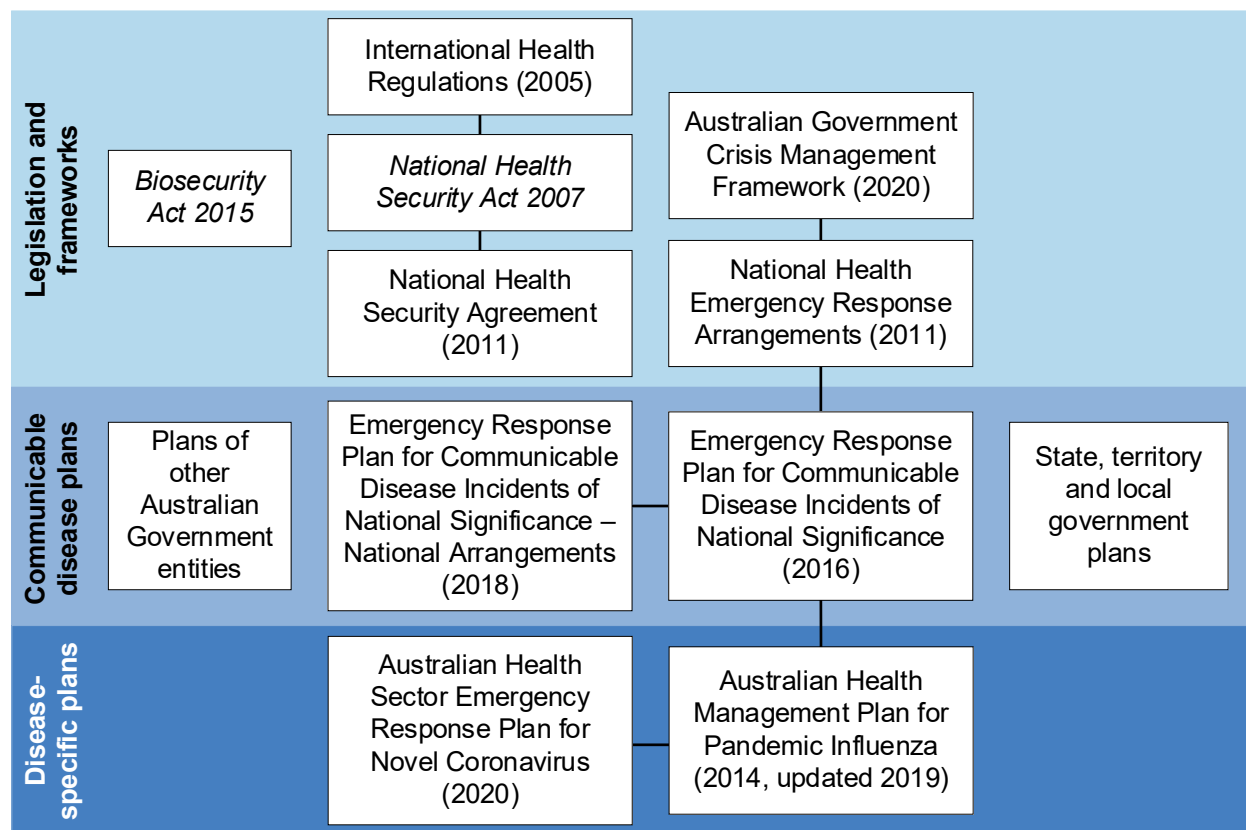 Legislation and
frameworks
Biosecurity
Act 2015
International Health
Regulations (2005)
National Health
Security Act 2007
National Health
Security Agreement
(2011)
Australian Government
Crisis Management
Framework (2020)
National Health
Emergency Response
Arrangements (2011)
Communicable
disease plans
Plans of
other
Australian
Government
entities
Emergency Response
Plan for Communicable
Disease Incidents of
National Significance –
National Arrangements
(2018)
Emergency Response
Plan for Communicable
Disease Incidents of
National Significance
(2016)
State, territory
and local
government
plans
Disease-
specific plans
Australian Health
Sector Emergency
Response Plan for
Novel Coronavirus
(2020)
Australian Health
Management Plan for
Pandemic Influenza
(2014, updated 2019)